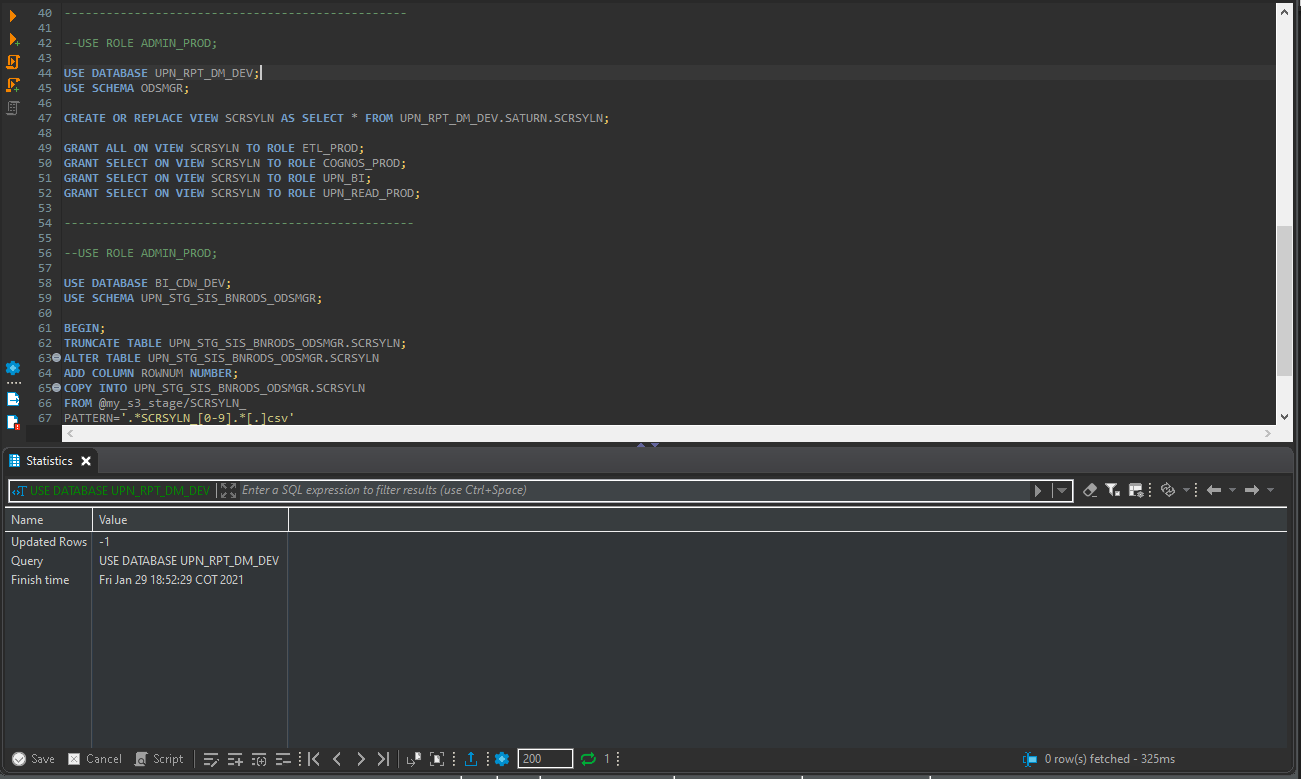 40 -------------------------------------------------
41
42 --USE ROLE ADMIN_PROD;
43
44 USE DATABASE UPN_RPT_DM_DEV;
45 USE SCHEMA ODSMGR;
46
47 CREATE OR REPLACE VIEW SCRSYLN AS SELECT * FROM UPN_RPT_DM_DEV.SATURN.SCRSYLN;
48
49 GRANT ALL ON VIEW SCRSYLN TO ROLE ETL_PROD;
50 GRANT SELECT ON VIEW SCRSYLN TO ROLE COGNOS_PROD;
51 GRANT SELECT ON VIEW SCRSYLN TO ROLE UPN_BI;
52 GRANT SELECT ON VIEW SCRSYLN TO ROLE UPN_READ_PROD;
53
54 --------------------------------------------------
55
56 --USE ROLE ADMIN_PROD;
57
58 USE DATABASE BI_CDW_DEV;
59 USE SCHEMA UPN_STG_SIS_BNRODS_ODSMGR;
60
61 BEGIN;
62 TRUNCATE TABLE UPN_STG_SIS_BNRODS_ODSMGR.SCRSYLN;
63 ALTER TABLE UPN_STG_SIS_BNRODS_ODSMGR.SCRSYLN
64 ADD COLUMN ROWNUM NUMBER;
65 COPY INTO UPN_STG_SIS_BNRODS_ODSMGR.SCRSYLN
66 FROM @my_s3_stage/SCRSYLN_
67 PATTERN='.*SCRSYLN_[0-9].*[.]csv'
Statistics
USE DATABASE UPN_RPT_DM_DEV Enter a SQL expression to filter results (use Ctrl+Space)
Name Value
Updated Rows -1
Query USE DATABASE UPN_RPT_DM_DEV
Finish time Fri Jan 29 18:52:29 COT 2021
Save Cancel Script 200 1 0 row(s) fetched - 325ms